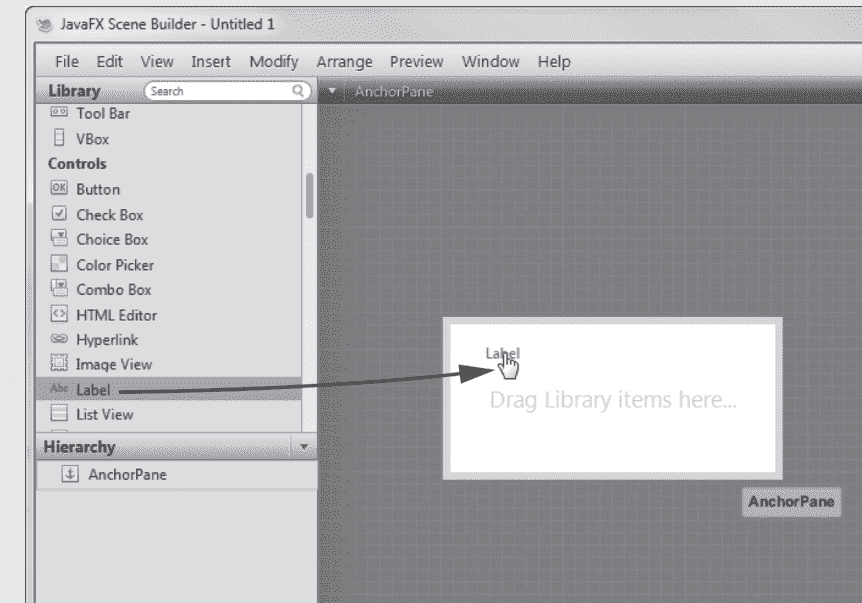 JavaFX Scene Builder - Untitled 1
File Edit View Insert Modify Arrange Preview Window Help
Library Search AnchorPane
Tool Bar
VBox
Controls
OK Button
Check Box
Choice Box
Color Picker
Combo Box
HTML Editor
Hyperlink
Image View
Abc Label
List View
Hierarchy
AnchorPane
Label
Drag Library items here...
AnchorPane